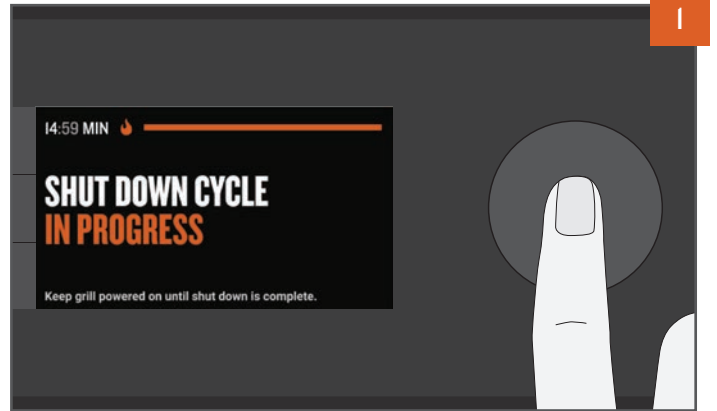 1
14:59 MIN
SHUT DOWN CYCLE
IN PROGRESS
Keep grill powered on until shut down is complete.